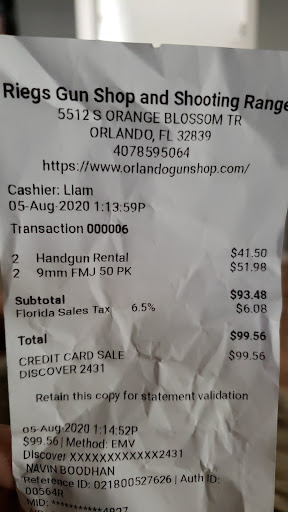 Riegs Gun Shop and Shooting Range
5512 S ORANGE BLOSSOM TR
ORLANDO, FL 32839
4078595064
https://www.orlandogunshop.com/
Cashier: Llam
05-Aug-2020 1:13:59P
Transaction 000006
2 Handgun Rental $41.50
2 9mm FMJ 50 PK $51.98
Subtotal $93.48
Florida Sales Tax 6.5% $6.08
Total $99.56
CREDIT CARD SALE $99.56
DISCOVER 2431
Retain this copy for statement validation
05-Aug-2020 1:14:52P
$99.56 | Method: EMV
Discover XXXXXXXXXXXX2431
NAVIN BOODHAN
Reference ID: 021800527626 | Auth ID:
00564R
MID: ***********4927